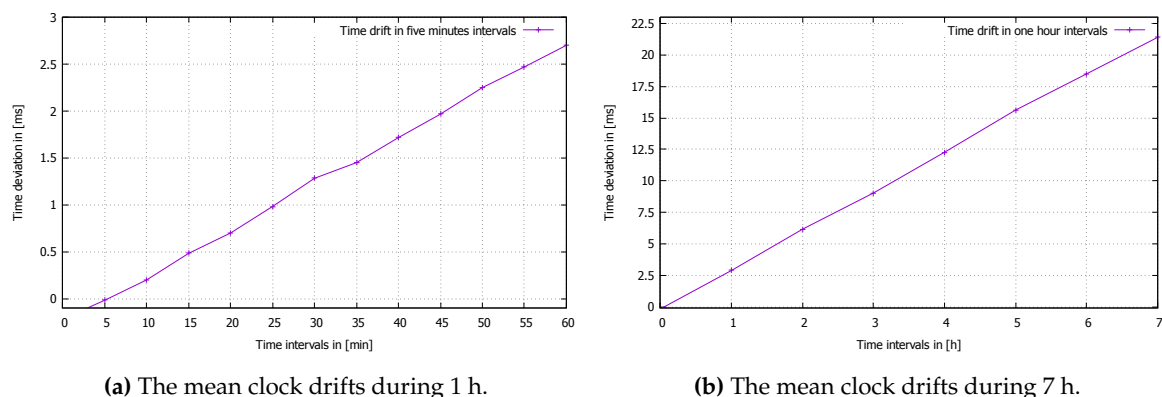 3
2.5
2
1.5
1
0.5
0
Time deviation in [ms]
Time drift in five minutes intervals
0 5 10 15 20 25 30 35 40 45 50 55 60
Time intervals in [min]
(a) The mean clock drifts during 1 h.
22.5
20
17.5
15
12.5
10
7.5
5
2.5
0
Time deviation in [ms]
Time drift in one hour intervals
0 1 2 3 4 5 6 7
Time intervals in [h]
(b) The mean clock drifts during 7 h.